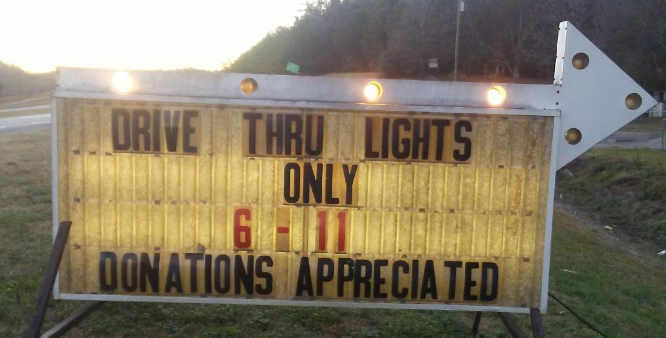 DRIVE THRU LIGHTS
ONLY
6 - 11
DONATIONS APPRECIATED